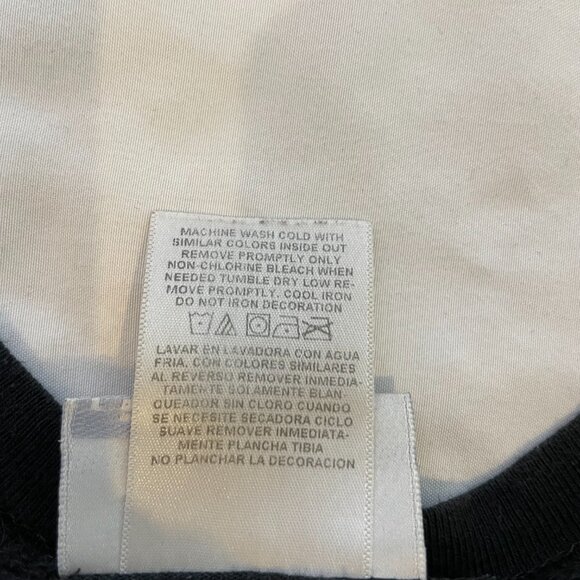 MACHINE WASH COLD WITH
SIMILAR COLORS INSIDE OUT
REMOVE PROMPTLY ONLY
NON-CHLORINE BLEACH WHEN
NEEDED TUMBLE DRY LOW RE-
MOVE PROMPTLY. COOL IRON
DO NOT IRON DECORATION
LAVAR EN LAVADORA CON AGUA
FRIA, CON COLORES SIMILARES
AL REVERSO REMOVER INMEDIA-
TAMENTE SOLAMENTE BLAN-
QUEADOR SIN CLORO CUANDO
SE NECESITE SECADORA CICLO
SUAVE REMOVER INMEDIATA-
MENTE PLANCHA TIBIA
NO PLANCHAR LA DECORACION